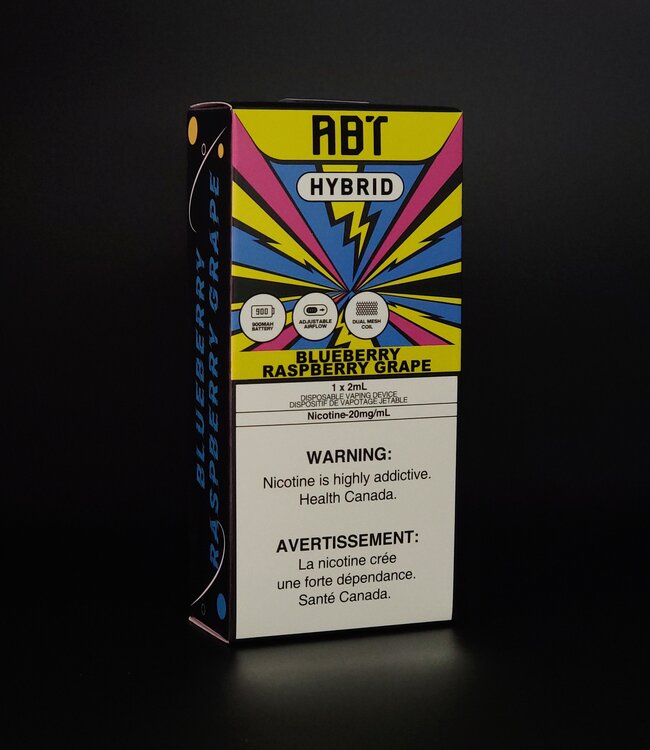 ABT
HYBRID
900
900MAH
BATTERY
ADJUSTABLE
AIRFLOW
DUAL MESH
COIL
BLUEBERRY
RASPBERRY GRAPE
1 x 2mL
DISPOSABLE VAPING DEVICE
DISPOSITIF DE VAPOTAGE JETABLE
Nicotine-20mg/mL
WARNING:
Nicotine is highly addictive.
Health Canada.
AVERTISSEMENT:
La nicotine crée
une forte dépendance.
Santé Canada.
BLUEBERRY
RASPBERRY GRAPE